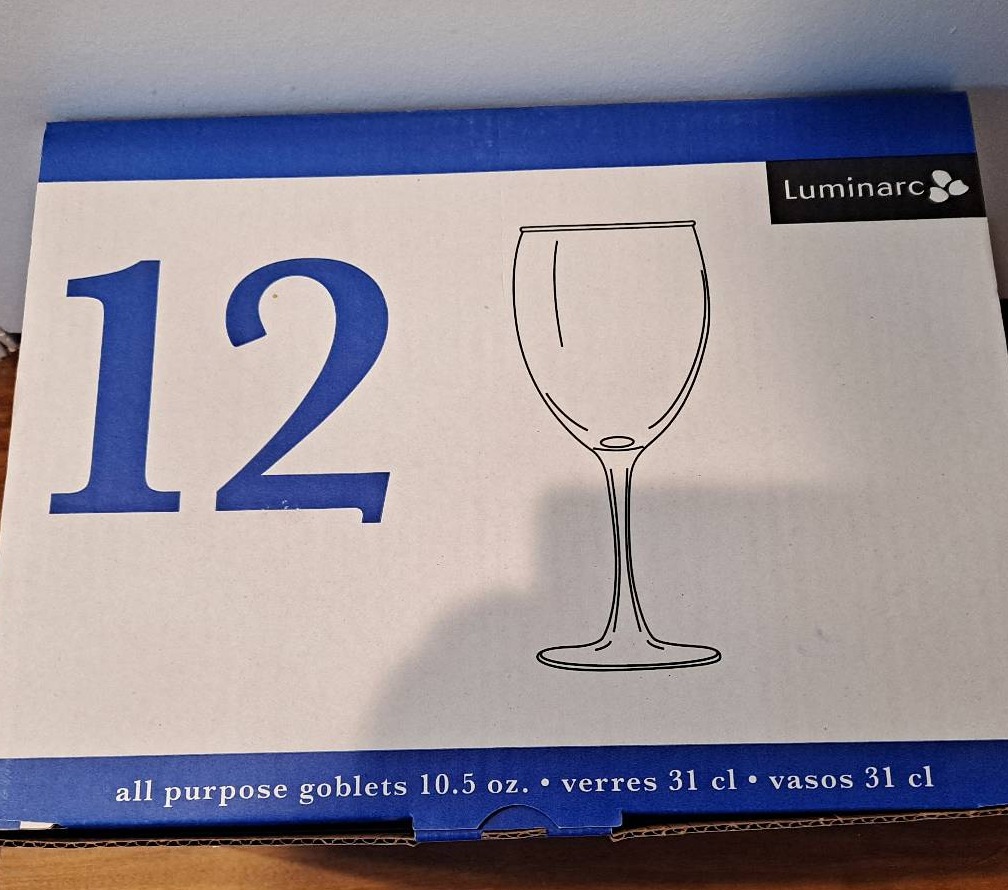 Luminarc
12
all purpose goblets 10.5 oz. • verres 31 cl • vasos 31 cl